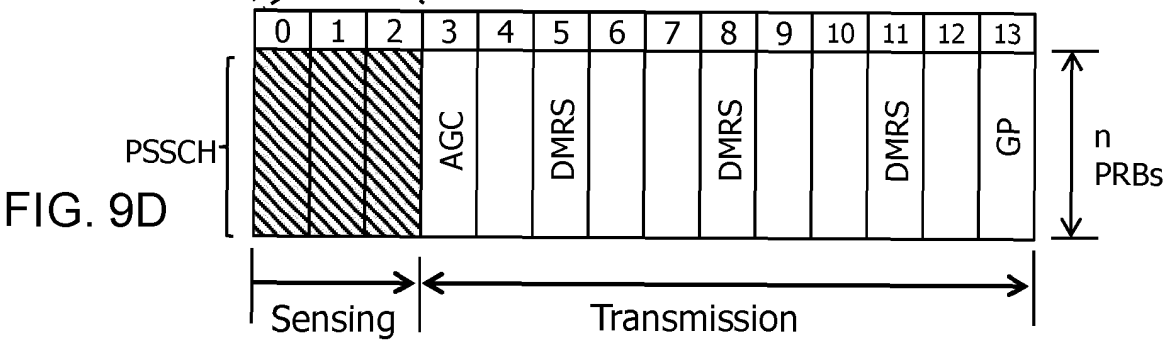 0 1 2 3 4 5 6 7 8 9 10 11 12 13
PSSCH
AGC
DMRS
DMRS
DMRS
GP
n
PRBs
FIG. 9D
Sensing
Transmission